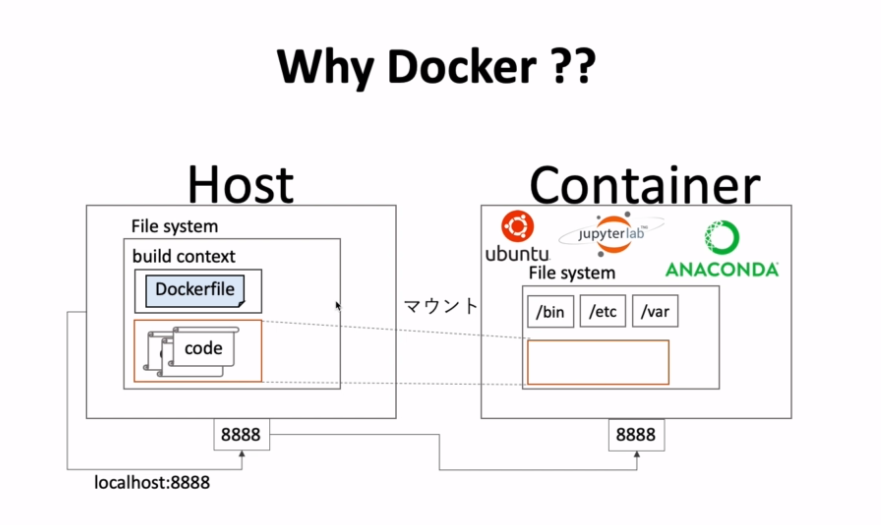 Why Docker ??
Host
Container
File system
build context
Dockerfile
code
マウント
ubuntu
jupyterlab
ANACONDA
File system
/bin
/etc
/var
8888
8888
localhost:8888